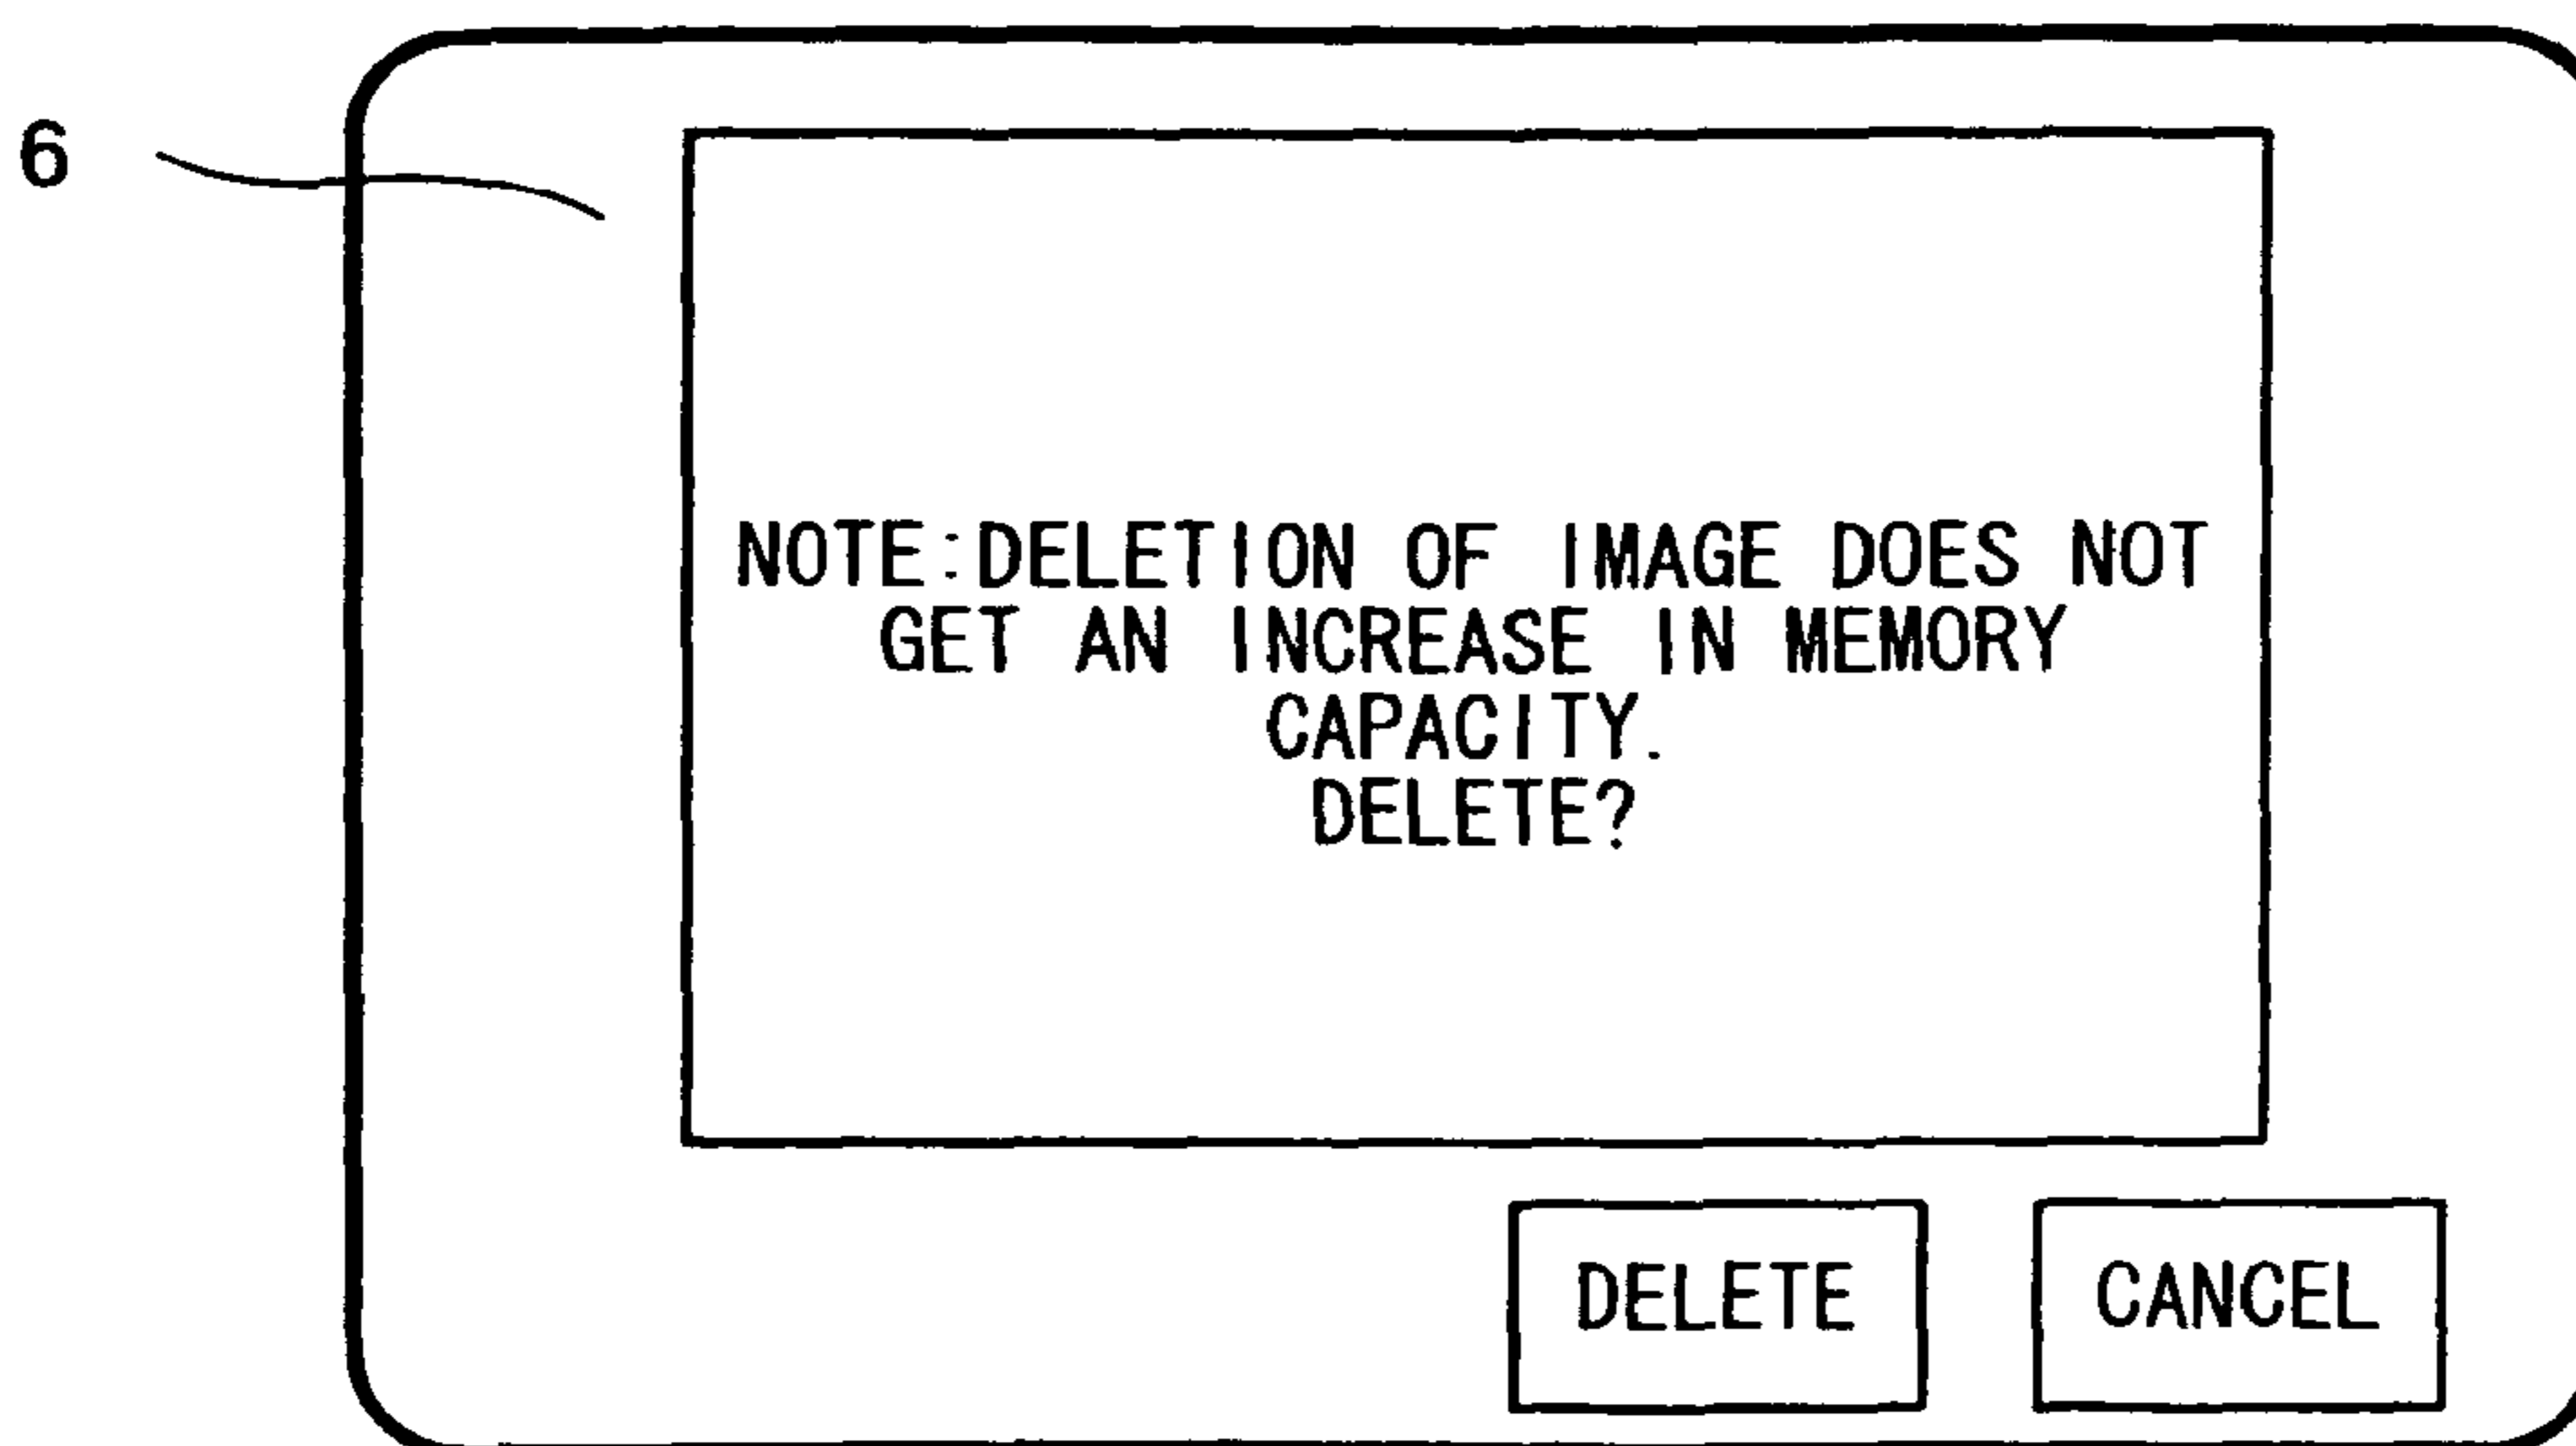 6
NOTE:DELETION OF IMAGE DOES NOT
GET AN INCREASE IN MEMORY
CAPACITY.
DELETE?
DELETE CANCEL